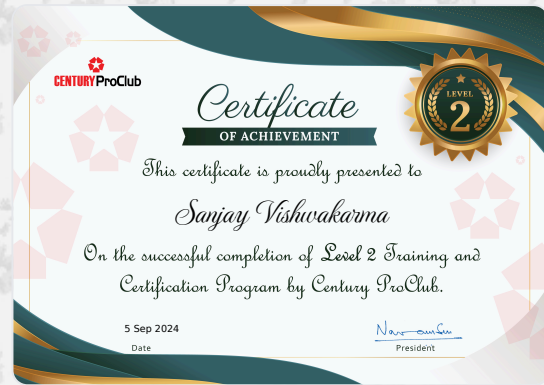 CENTURY ProClub
LEVEL
2
Certificate
OF ACHIEVEMENT
This certificate is proudly presented to
Sanjay Vishwakarma
On the successful completion of Level 2 Training and
Certification Program by Century ProClub.
5 Sep 2024
Date
President